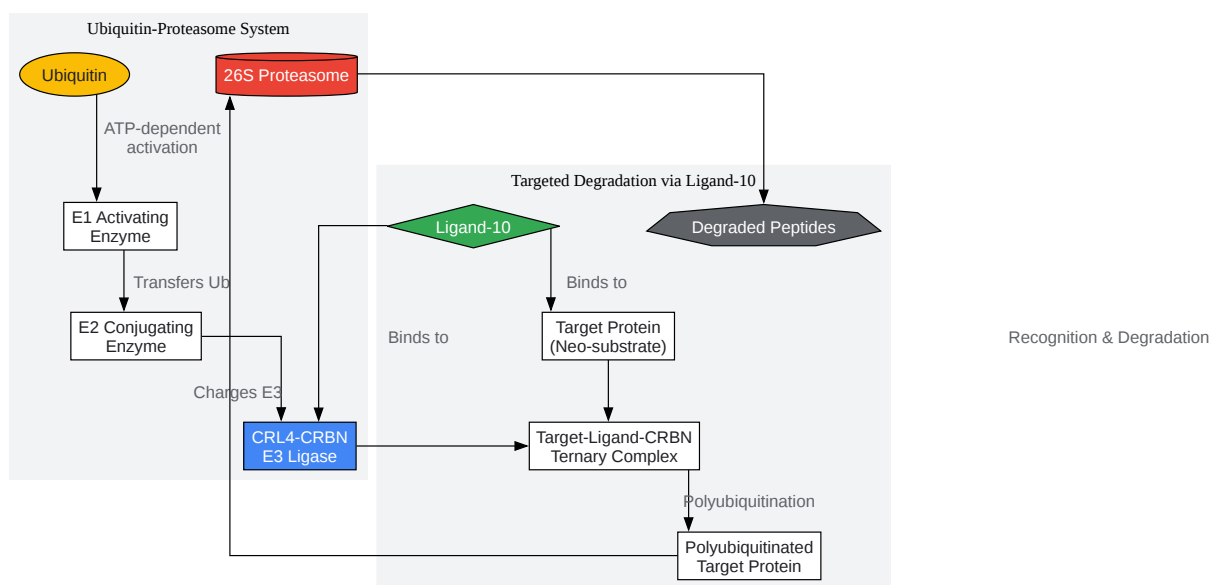 Ubiquitin-Proteasome System
Ubiquitin
26S Proteasome
ATP-dependent
activation
Targeted Degradation via Ligand-10
E1 Activating
Enzyme
Ligand-10
Degraded Peptides
Transfers Ub
Binds to
E2 Conjugating
Enzyme
Binds to
Target Protein
(Neo-substrate)
Recognition & Degradation
Charges E3
CRL4-CRBN
E3 Ligase
Target-Ligand-CRBN
Ternary Complex
Polyubiquitination
Polyubiquitinated
Target Protein